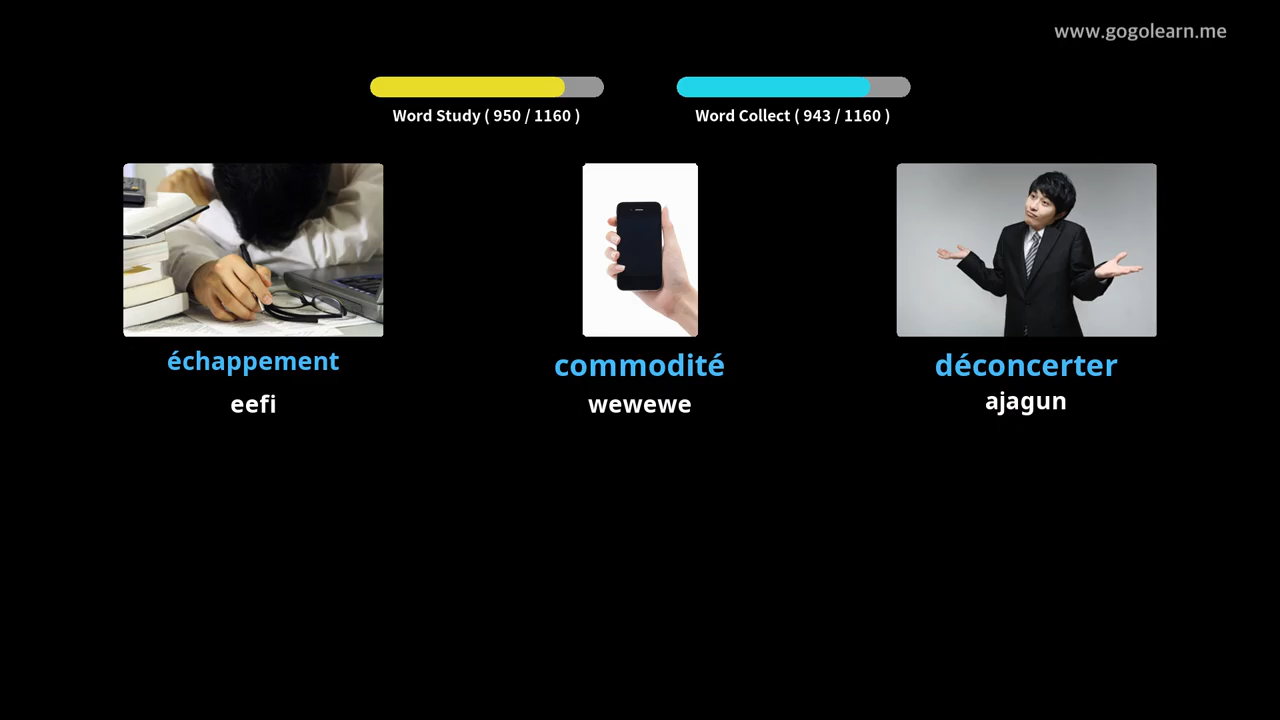 www.gogolearn.me
Word Study ( 950 / 1160 )
Word Collect ( 943 / 1160 )
échappement
commodité
déconcerter
eefi
wewewe
ajagun